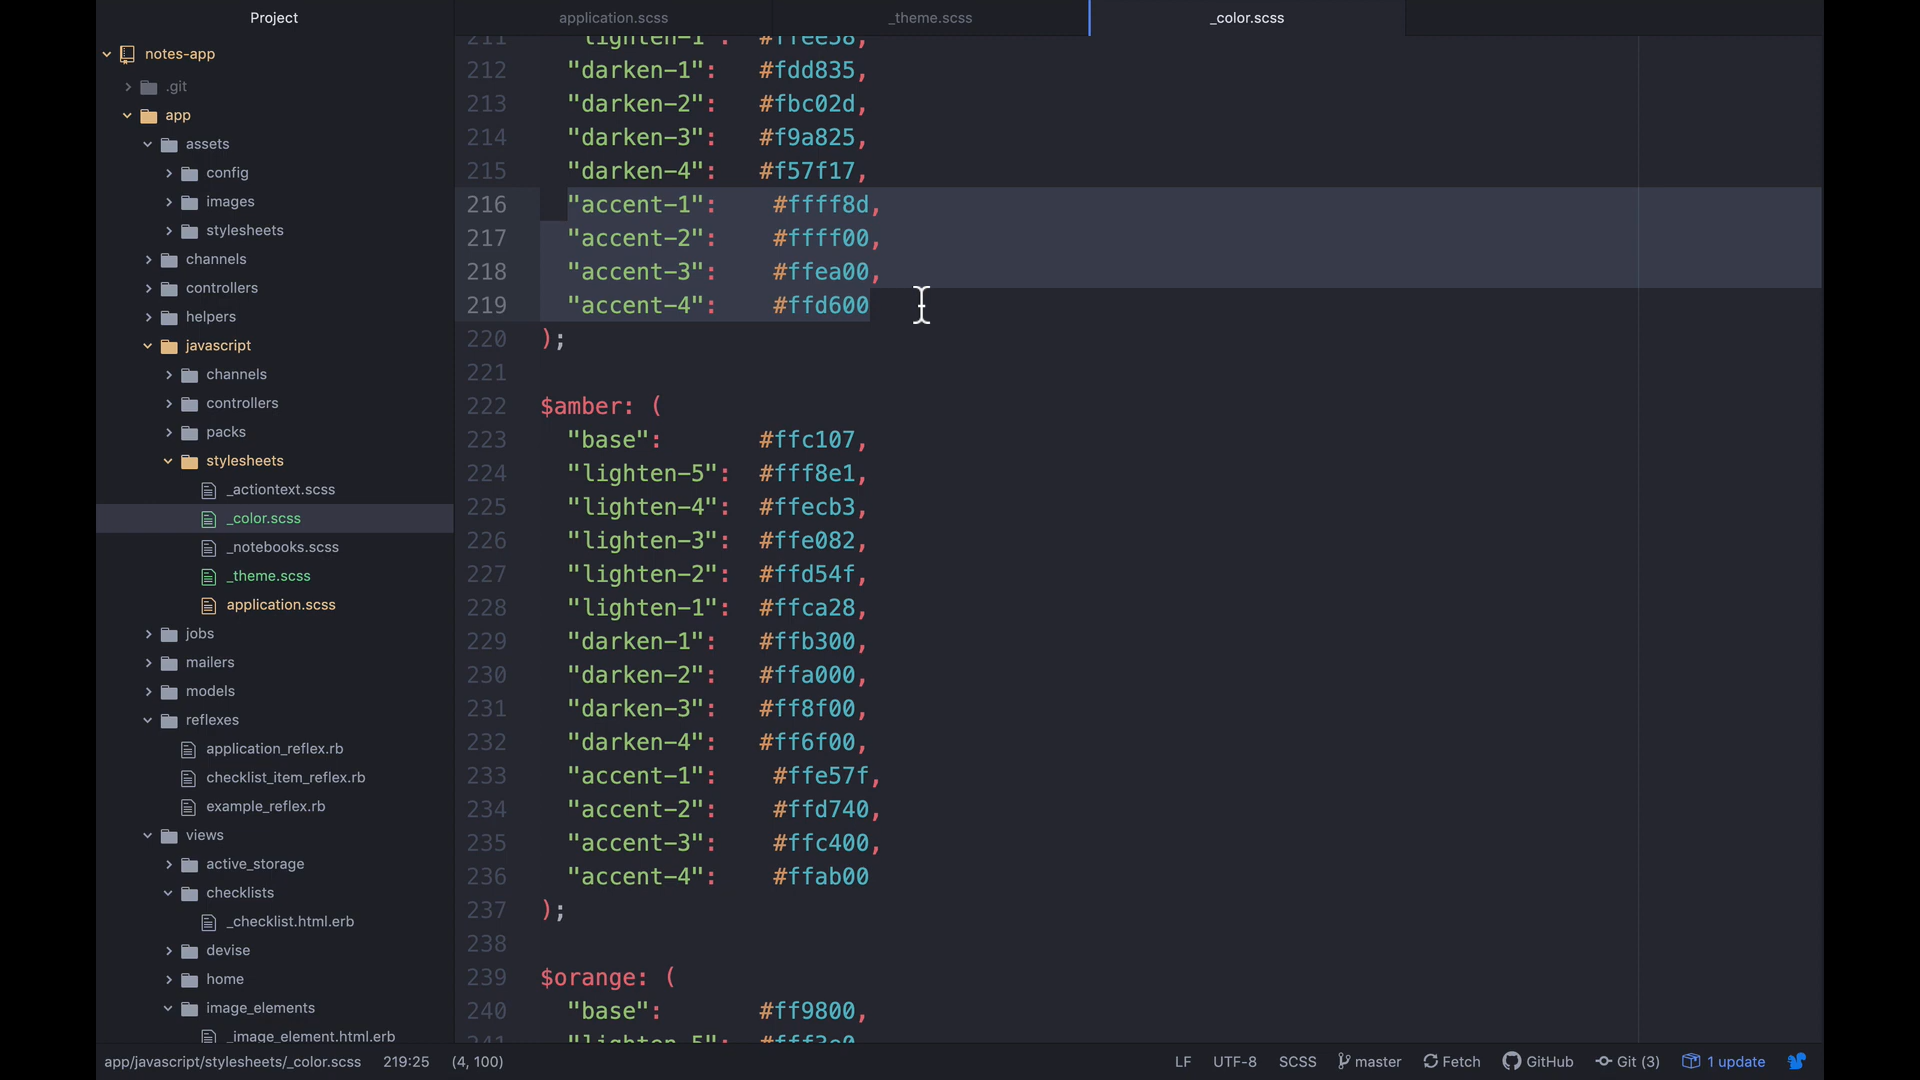 Project
application.scss
_theme.scss
_color.scss
notes-app
.git
app
assets
config
images
stylesheets
channels
controllers
helpers
javascript
channels
controllers
packs
stylesheets
_actiontext.scss
_color.scss
_notebooks.scss
_theme.scss
application.scss
jobs
mailers
models
reflexes
application_reflex.rb
checklist_item_reflex.rb
example_reflex.rb
views
active_storage
checklists
_checklist.html.erb
devise
home
image_elements
_image_element.html.erb
211 "lighten-1": #ffee58,
212 "darken-1": #fdd835,
213 "darken-2": #fbc02d,
214 "darken-3": #f9a825,
215 "darken-4": #f57f17,
216 "accent-1": #ffff8d,
217 "accent-2": #ffff00,
218 "accent-3": #ffea00,
219 "accent-4": #ffd600
220 );
221
222 $amber: (
223 "base": #ffc107,
224 "lighten-5": #fff8e1,
225 "lighten-4": #ffecb3,
226 "lighten-3": #ffe082,
227 "lighten-2": #ffd54f,
228 "lighten-1": #ffca28,
229 "darken-1": #ffb300,
230 "darken-2": #ffa000,
231 "darken-3": #ff8f00,
232 "darken-4": #ff6f00,
233 "accent-1": #ffe57f,
234 "accent-2": #ffd740,
235 "accent-3": #ffc400,
236 "accent-4": #ffab00
237 );
238
239 $orange: (
240 "base": #ff9800,
241 "lighten-5": #fff3e0,
app/javascript/stylesheets/_color.scss 219:25 (4, 100) LF UTF-8 SCSS master Fetch GitHub Git (3) 1 update